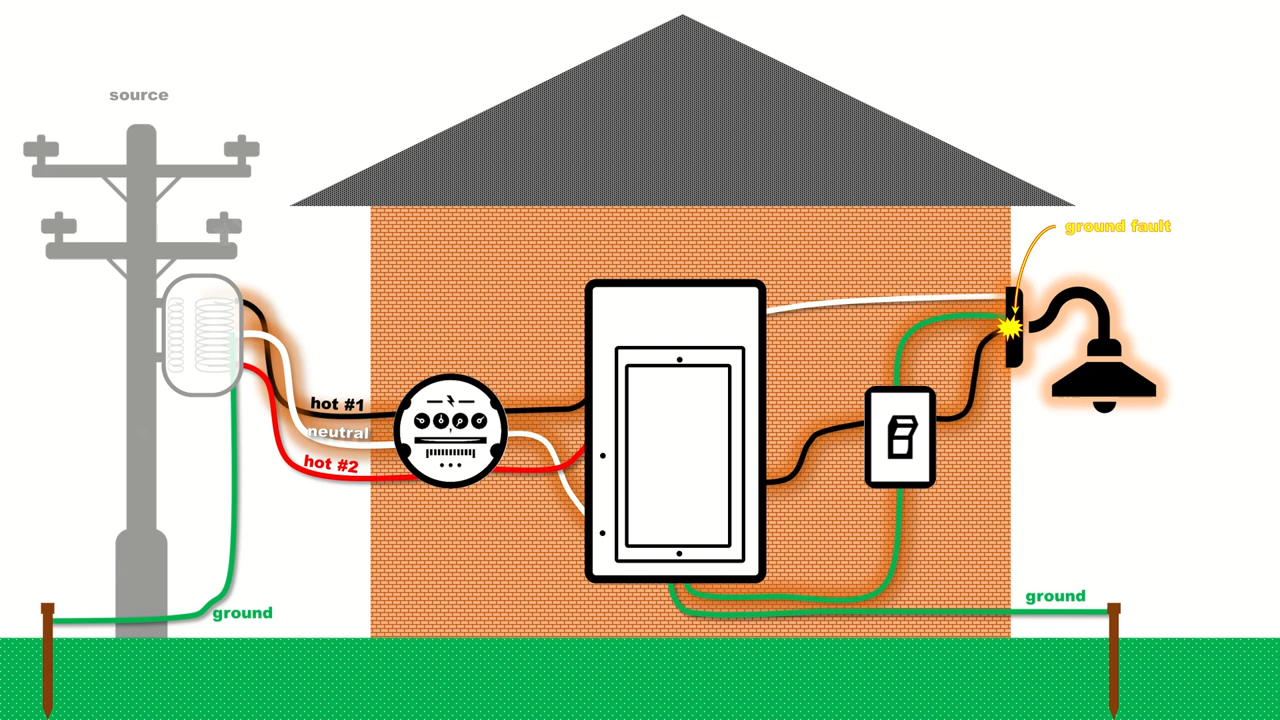 source
ground fault
hot #1
neutral
hot #2
ground
ground